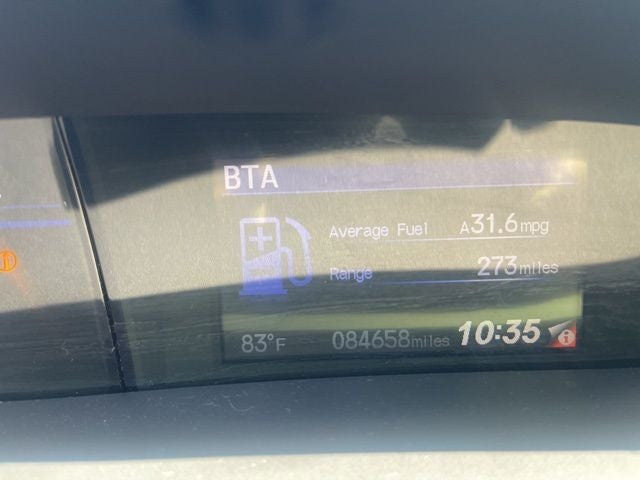 BTA
Average Fuel A31.6mpg
Range 273miles
83°F 084658miles 10:35 i